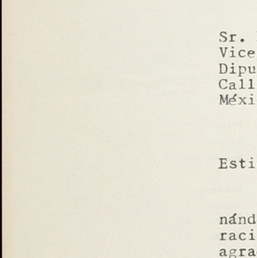 Sr.
Vice
Dipu
Call
Méxi
Esti
nánd
raci
agra